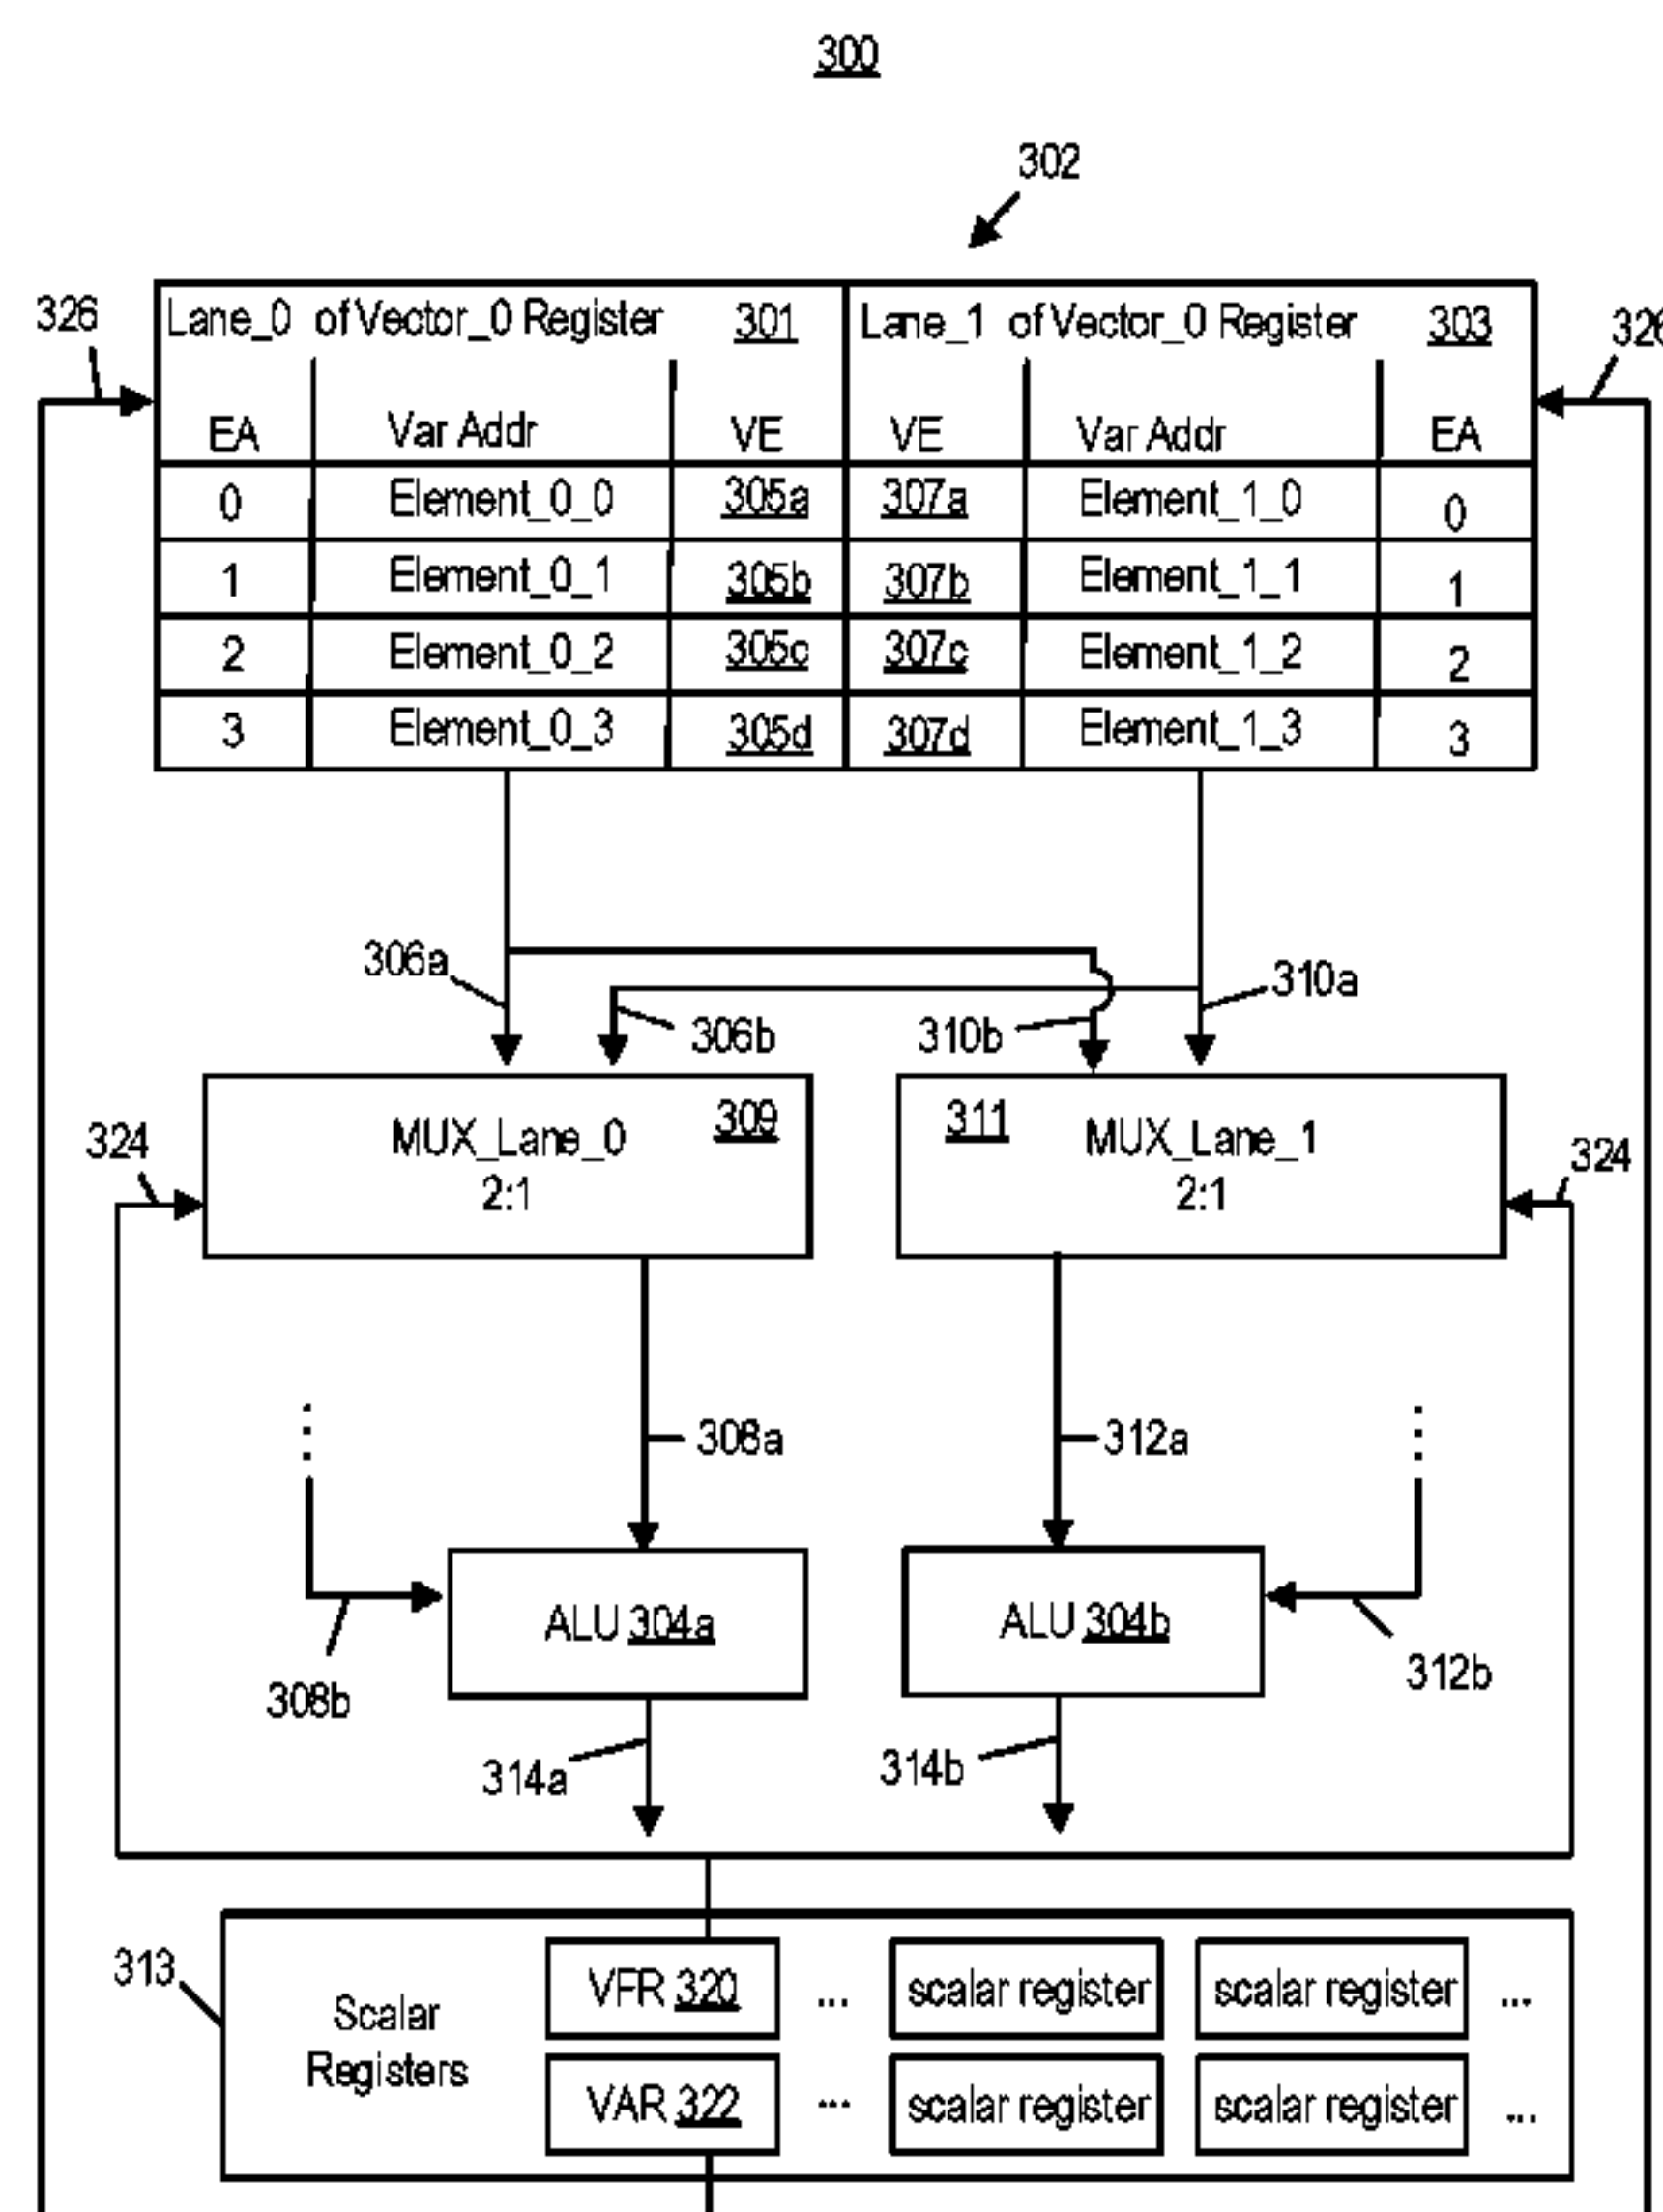 300
302
326
Lane_0 of Vector_0 Register 301
Lane_1 of Vector_0 Register 303
EA Var Addr VE VE Var Addr EA
0 Element_0_0 305a 307a Element_1_0 0
1 Element_0_1 305b 307b Element_1_1 1
2 Element_0_2 305c 307c Element_1_2 2
3 Element_0_3 305d 307d Element_1_3 3
306a
310a
306b
310b
MUX_Lane_0 309
2:1
311 MUX_Lane_1
2:1
324
324
308a
312a
ALU 304a
ALU 304b
308b
312b
314a
314b
313
Scalar
Registers
VFR 320 ... scalar register scalar register ...
VAR 322 ... scalar register scalar register ...